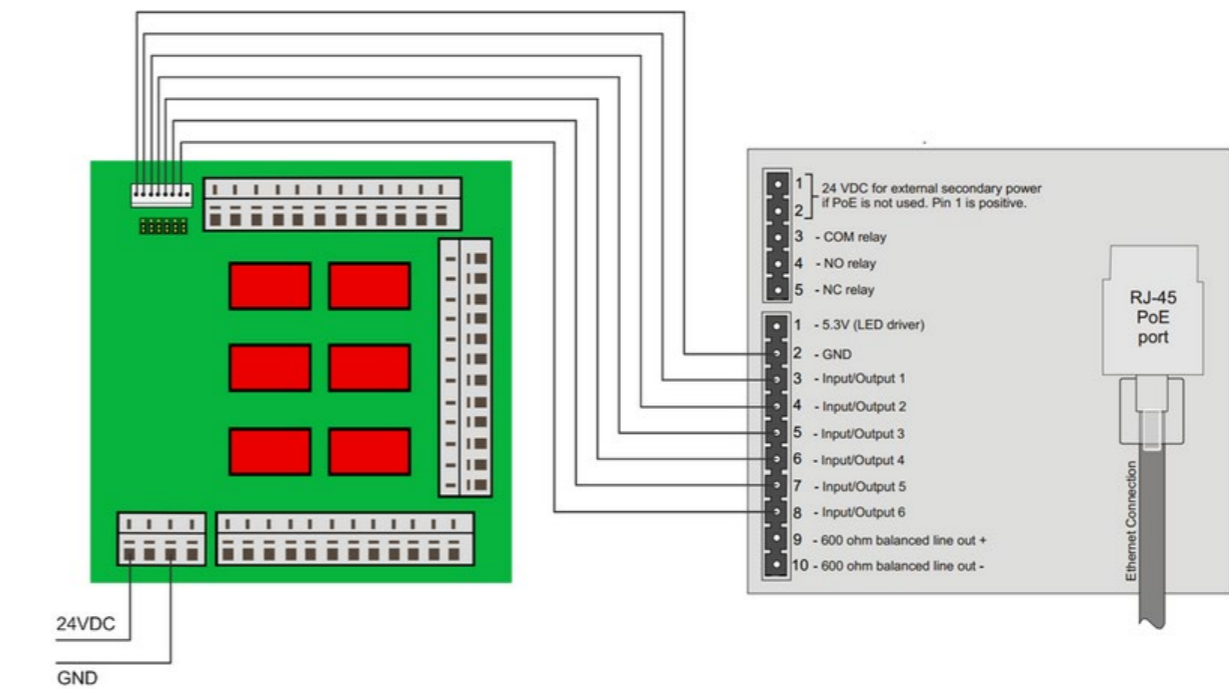 1
24 VDC for external secondary power
2
if PoE is not used. Pin 1 is positive.
3 - COM relay
4 - NO relay
5 - NC relay
1 - 5.3V (LED driver)
2 - GND
3 - Input/Output 1
4 - Input/Output 2
5 - Input/Output 3
6 - Input/Output 4
7 - Input/Output 5
8 - Input/Output 6
9 - 600 ohm balanced line out +
10 - 600 ohm balanced line out -
RJ-45
PoE
port
Ethernet Connection
24VDC
GND